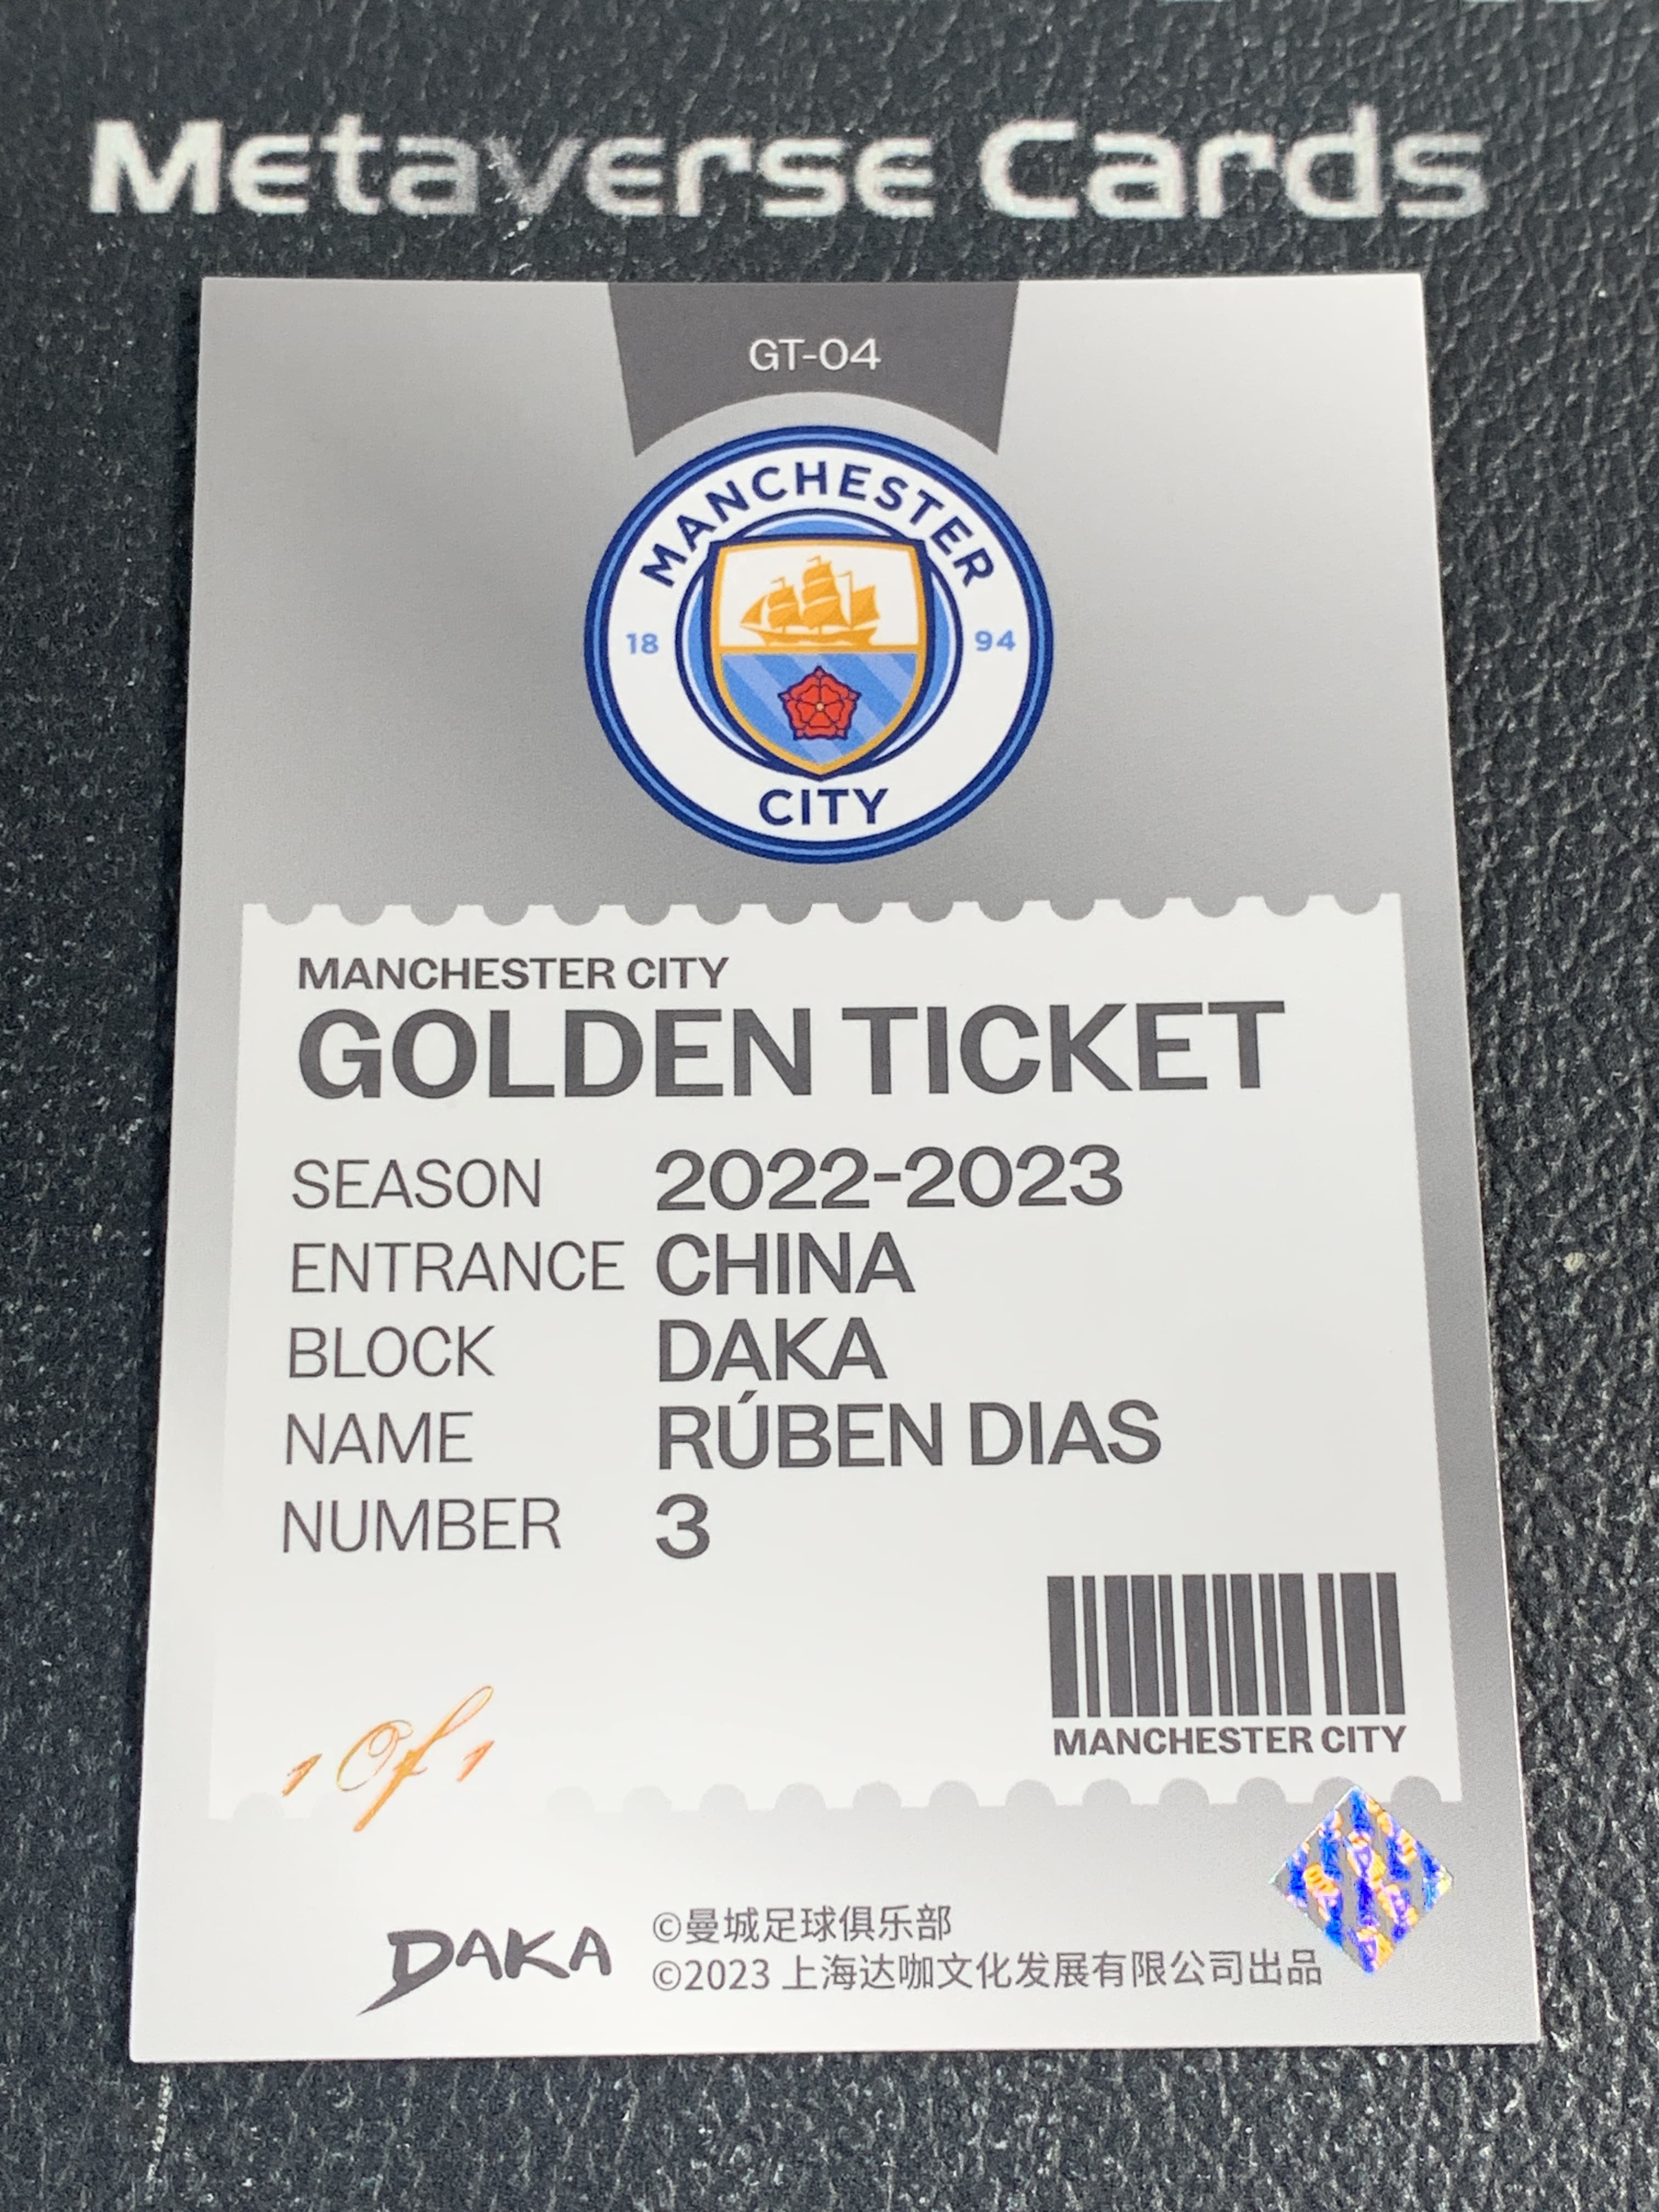 Metaverse Cards
GT-04
MANCHESTER
18 94
CITY
MANCHESTER CITY
GOLDEN TICKET
SEASON 2022-2023
ENTRANCE CHINA
BLOCK DAKA
NAME RÚBEN DIAS
NUMBER 3
1 Of 1
MANCHESTER CITY
DAKA
©曼城足球俱乐部
©2023 上海达咖文化发展有限公司出品